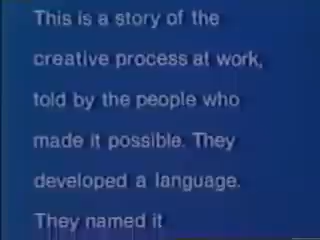 This is a story of the
creative process at work,
told by the people who
made it possible. They
developed a language.
They named it